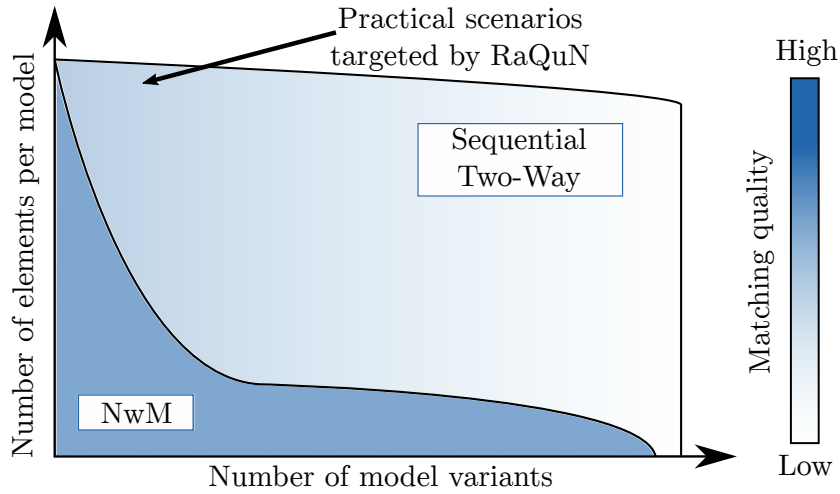 Practical scenarios
targeted by RaQuN
High
Number of elements per model
Sequential
Two-Way
Matching quality
NwM
Low
Number of model variants